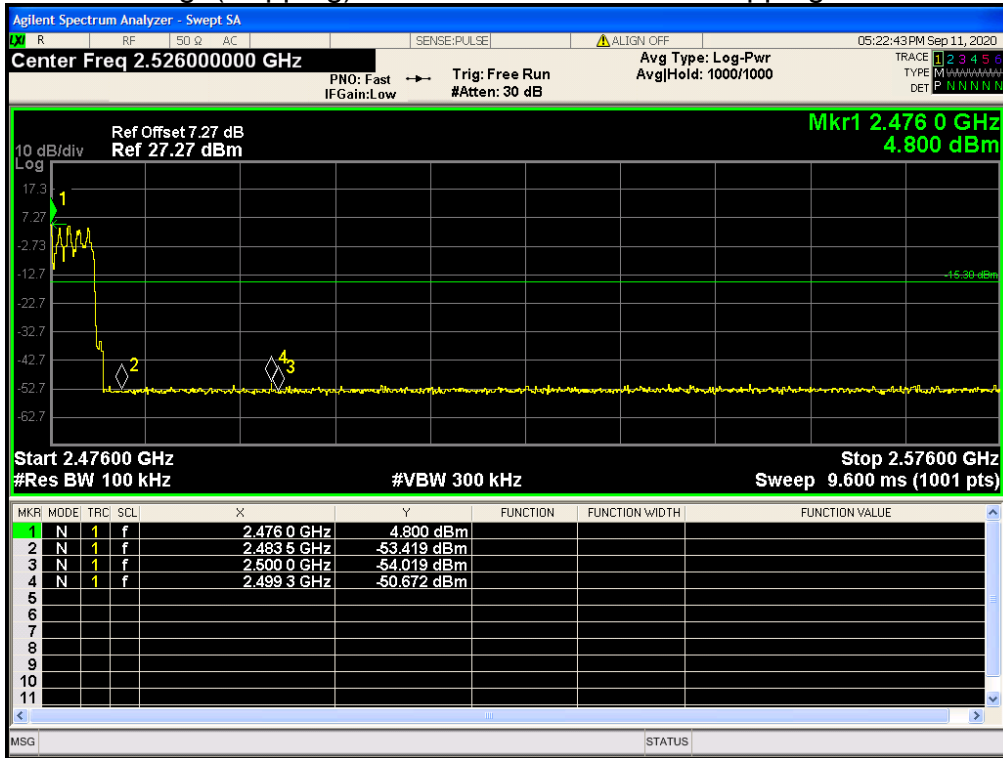 Agilent Spectrum Analyzer - Swept SA
LXI R RF 50 Ω AC SENSE:PULSE ALIGN OFF 05:22:43 PM Sep 11, 2020
Center Freq 2.526000000 GHz
PNO: Fast
IFGain:Low
Trig: Free Run
#Atten: 30 dB
Avg Type: Log-Pwr
Avg|Hold: 1000/1000
TRACE 1 2 3 4 5 6
TYPE M
DET P N N N N N
Mkr1 2.476 0 GHz
4.800 dBm
Ref Offset 7.27 dB
10 dB/div Ref 27.27 dBm
Log
17.3
1
7.27
-2.73
-12.7
-15.30 dBm
-22.7
-32.7
-42.7
2
4
3
-52.7
-62.7
Start 2.47600 GHz Stop 2.57600 GHz
#Res BW 100 kHz #VBW 300 kHz Sweep 9.600 ms (1001 pts)
MKR MODE TRC SCL X Y FUNCTION FUNCTION WIDTH FUNCTION VALUE
1 N 1 f 2.476 0 GHz 4.800 dBm
2 N 1 f 2.483 5 GHz -53.419 dBm
3 N 1 f 2.500 0 GHz -54.019 dBm
4 N 1 f 2.499 3 GHz -50.672 dBm
5
6
7
8
9
10
11
MSG STATUS